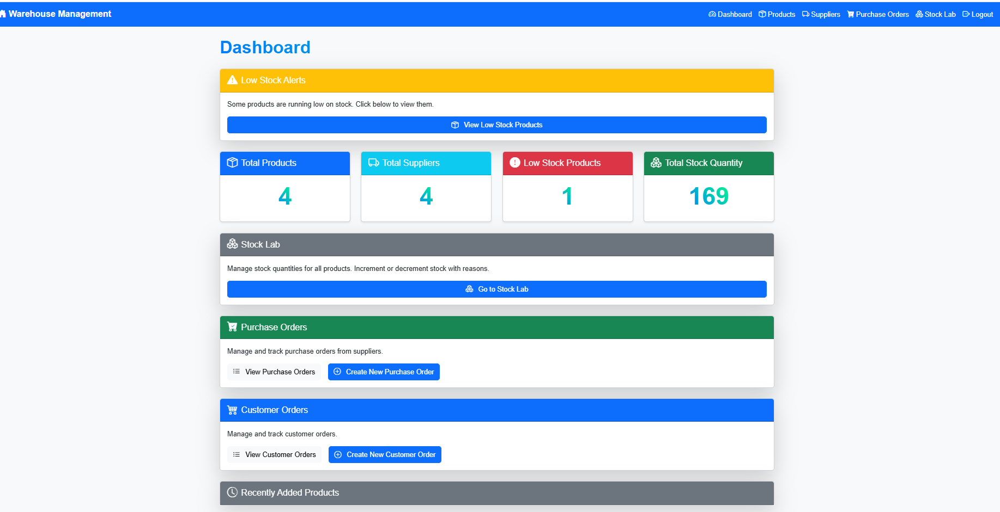 Warehouse Management
Dashboard Products Suppliers Purchase Orders Stock Lab Logout
Dashboard
Low Stock Alerts
Some products are running low on stock. Click below to view them.
View Low Stock Products
Total Products
4
Total Suppliers
4
Low Stock Products
1
Total Stock Quantity
169
Stock Lab
Manage stock quantities for all products. Increment or decrement stock with reasons.
Go to Stock Lab
Purchase Orders
Manage and track purchase orders from suppliers.
View Purchase Orders Create New Purchase Order
Customer Orders
Manage and track customer orders.
View Customer Orders Create New Customer Order
Recently Added Products